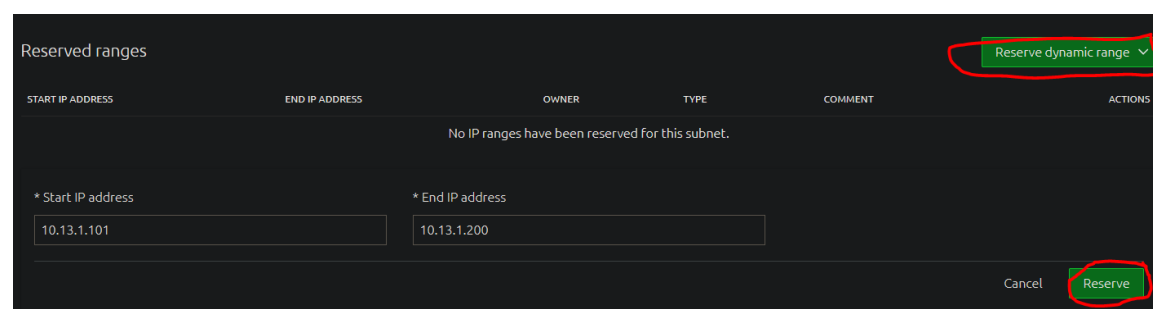 Reserved ranges
Reserve dynamic range
START IP ADDRESS END IP ADDRESS OWNER TYPE COMMENT ACTIONS
No IP ranges have been reserved for this subnet.
* Start IP address * End IP address
10.13.1.101 10.13.1.200
Cancel Reserve